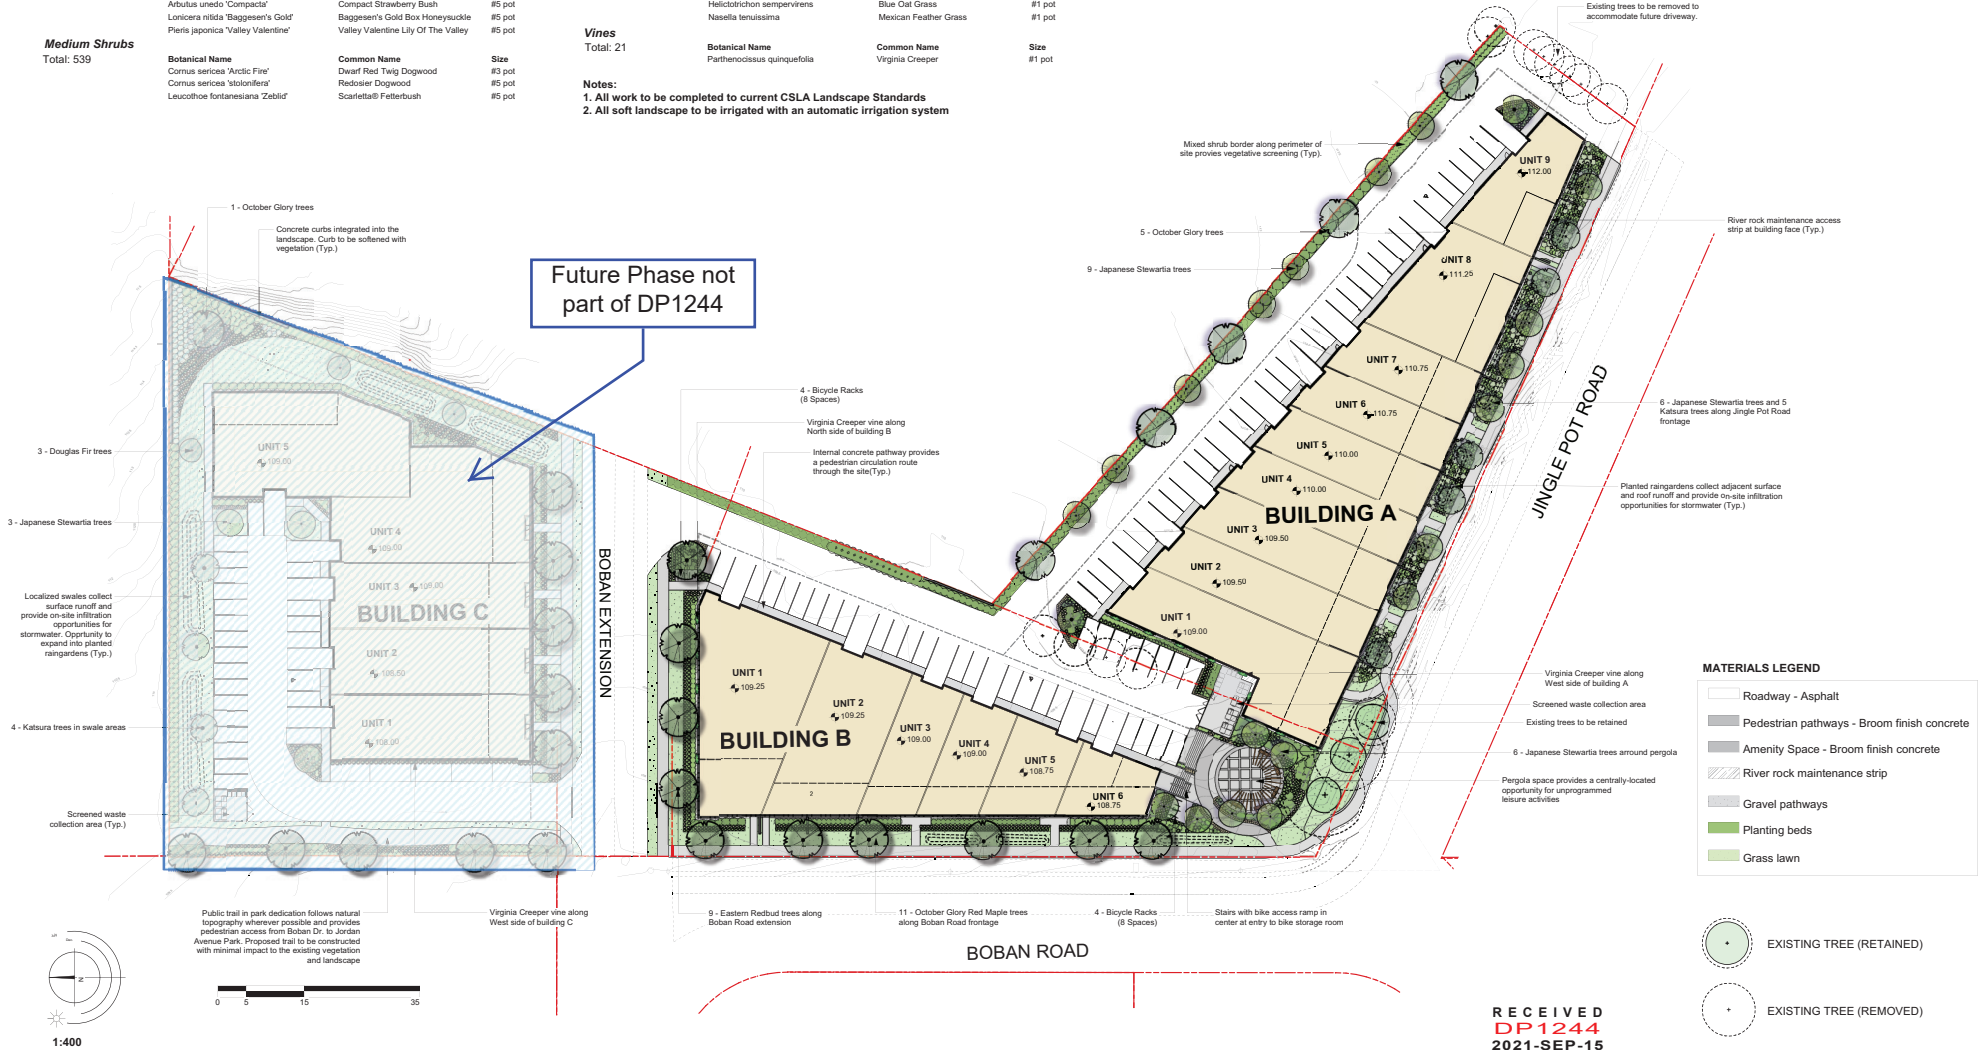 Arbutus unedo 'Compacta' Compact Strawberry Bush #5 pot
Lonicera nitida 'Baggesen's Gold' Baggesen's Gold Box Honeysuckle #5 pot
Pieris japonica 'Valley Valentine' Valley Valentine Lily Of The Valley #5 pot
Medium Shrubs
Total: 539
Botanical Name Common Name Size
Cornus sericea 'Arctic Fire' Dwarf Red Twig Dogwood #3 pot
Cornus sericea 'stolonifera' Redosier Dogwood #5 pot
Leucothoe fontanesiana 'Zeblid' Scarletta® Fetterbush #5 pot
Helictotrichon sempervirens Blue Oat Grass #1 pot
Nasella tenuissima Mexican Feather Grass #1 pot
Vines
Total: 21
Botanical Name Common Name Size
Parthenocissus quinquefolia Virginia Creeper #1 pot
Notes:
1. All work to be completed to current CSLA Landscape Standards
2. All soft landscape to be irrigated with an automatic irrigation system
Existing trees to be removed to
accommodate future driveway.
Mixed shrub border along perimeter of
site provies vegetative screening (Typ).
5 - October Glory trees
9 - Japanese Stewartia trees
River rock maintenance access
strip at building face (Typ.)
6 - Japanese Stewartia trees and 5
Katsura trees along Jingle Pot Road
frontage
Planted raingardens collect adjacent surface
and roof runoff and provide on-site infiltration
opportunities for stormwater (Typ.)
JINGLE POT ROAD
UNIT 9
112.00
UNIT 8
111.25
UNIT 7
110.75
UNIT 6
110.75
UNIT 5
110.00
UNIT 4
110.00
BUILDING A
UNIT 3
109.50
UNIT 2
109.50
UNIT 1
109.00
1 - October Glory trees
Concrete curbs integrated into the
landscape. Curb to be softened with
vegetation (Typ.)
Future Phase not
part of DP1244
3 - Douglas Fir trees
3 - Japanese Stewartia trees
Localized swales collect
surface runoff and
provide on-site infiltration
opportunities for
stormwater. Opprtunity to
expand into planted
raingardens (Typ.)
4 - Katsura trees in swale areas
Screened waste
collection area (Typ.)
UNIT 5
109.00
UNIT 4
109.00
UNIT 3
109.00
BUILDING C
UNIT 2
108.50
UNIT 1
108.00
BOBAN EXTENSION
4 - Bicycle Racks
(8 Spaces)
Virginia Creeper vine along
North side of building B
Internal concrete pathway provides
a pedestrian circulation route
through the site(Typ.)
UNIT 1
109.25
UNIT 2
109.25
BUILDING B
UNIT 3
109.00
UNIT 4
109.00
UNIT 5
108.75
UNIT 6
108.75
2
Virginia Creeper vine along
West side of building A
Screened waste collection area
Existing trees to be retained
6 - Japanese Stewartia trees arround pergola
Pergola space provides a centrally-located
opportunity for unprogrammed
leisure activities
Public trail in park dedication follows natural
topography wherever possible and provides
pedestrian access from Boban Dr. to Jordan
Avenue Park. Proposed trail to be constructed
with minimal impact to the existing vegetation
and landscape
Virginia Creeper vine along
West side of building C
9 - Eastern Redbud trees along
Boban Road extension
11 - October Glory Red Maple trees
along Boban Road frontage
4 - Bicycle Racks
(8 Spaces)
Stairs with bike access ramp in
center at entry to bike storage room
BOBAN ROAD
MATERIALS LEGEND
Roadway - Asphalt
Pedestrian pathways - Broom finish concrete
Amenity Space - Broom finish concrete
River rock maintenance strip
Gravel pathways
Planting beds
Grass lawn
EXISTING TREE (RETAINED)
EXISTING TREE (REMOVED)
N
0 5 15 35
1:400
RECEIVED
DP1244
2021-SEP-15